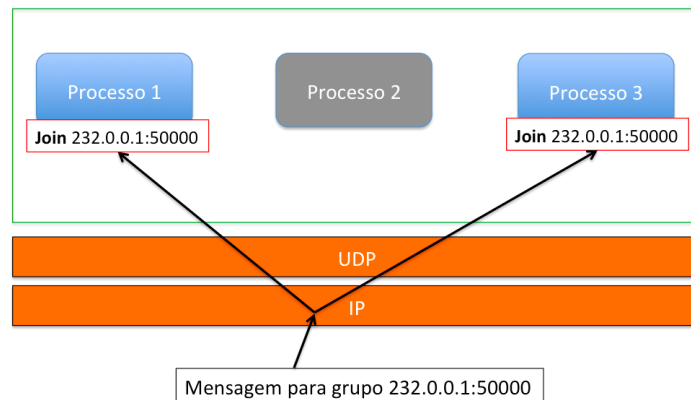 Processo 1
Processo 2
Processo 3
Join 232.0.0.1:50000
Join 232.0.0.1:50000
UDP
IP
Mensagem para grupo 232.0.0.1:50000